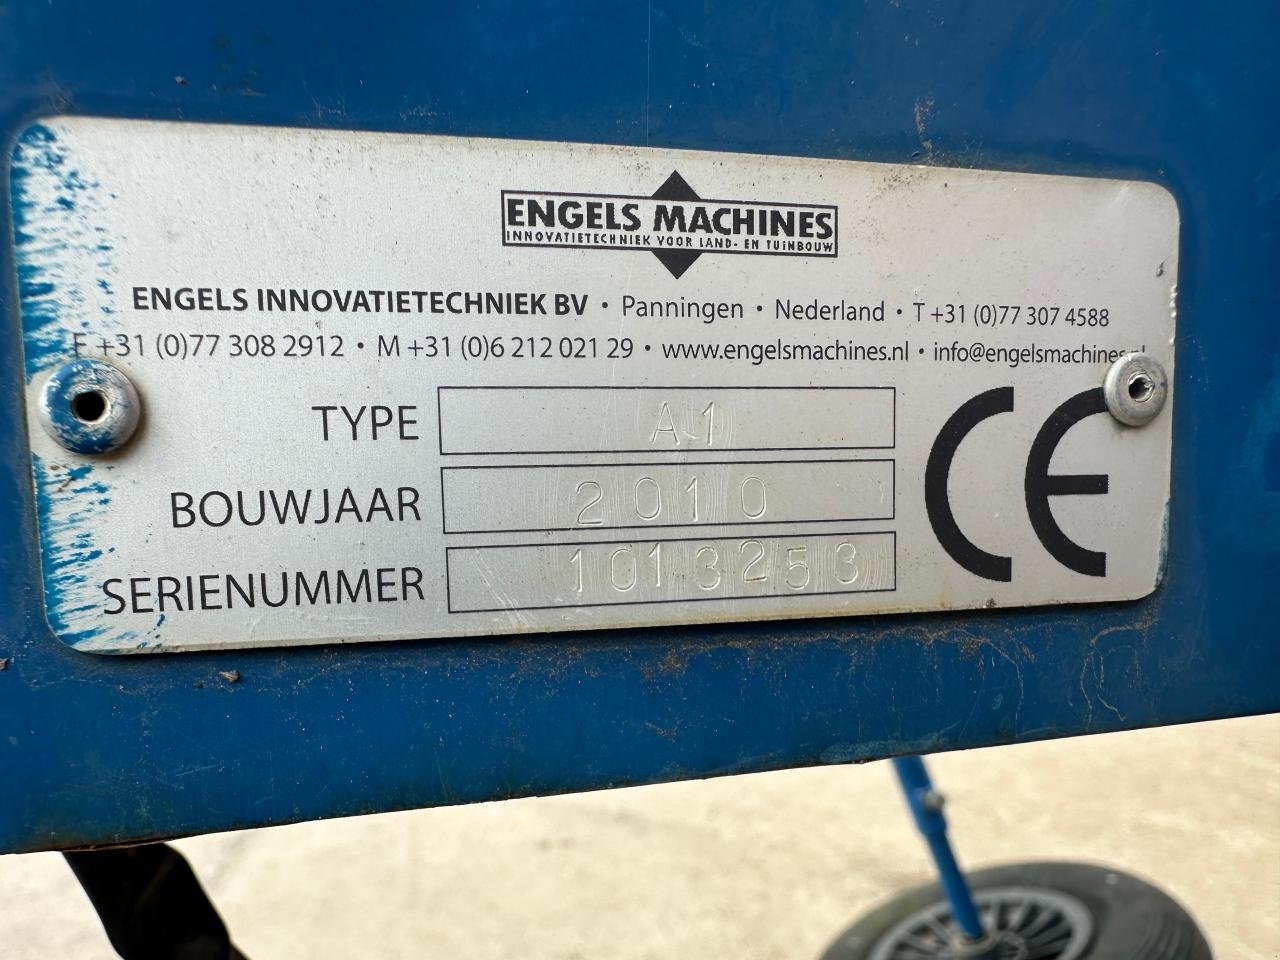 ENGELS MACHINES
INNOVATIETECHNIEK VOOR LAND- EN TUINBOUW
ENGELS INNOVATIETECHNIEK BV • Panningen • Nederland • T +31 (0)77 307 4588
F +31 (0)77 308 2912 • M +31 (0)6 212 021 29 • www.engelsmachines.nl • info@engelsmachines.nl
TYPE A1
BOUWJAAR 2010
SERIENUMMER 1013253
CE